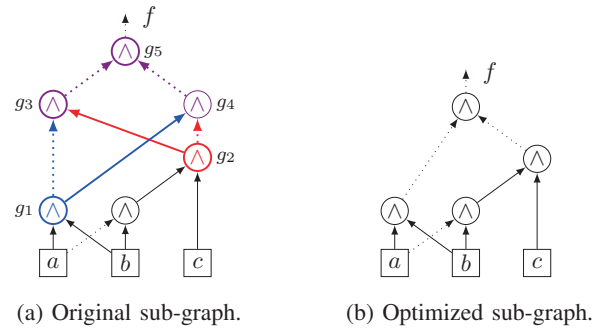 f
g5
g3 ∧ ∧ g4
∧ g2
g1 ∧ ∧
a b c
(a) Original sub-graph.
f
∧
∧
∧ ∧
a b c
(b) Optimized sub-graph.